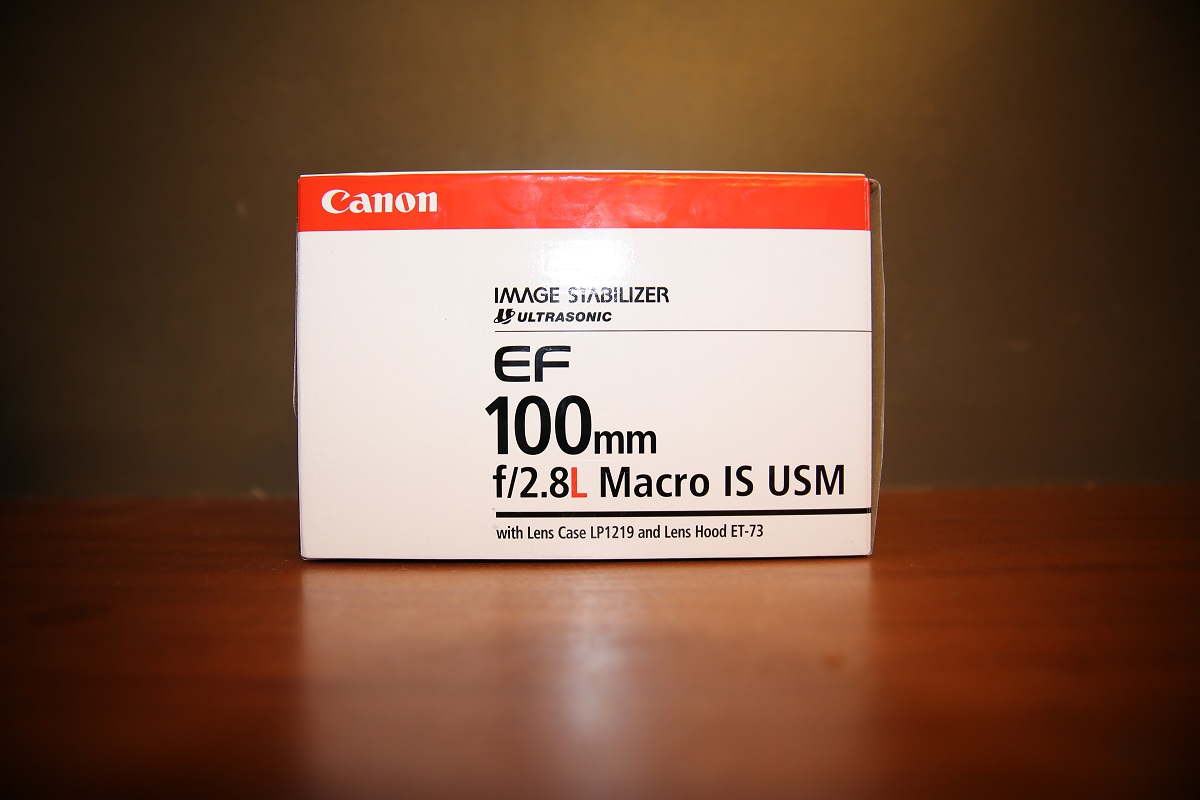 Canon
IMAGE STABILIZER
ULTRASONIC
EF
100mm
f/2.8L Macro IS USM
with Lens Case LP1219 and Lens Hood ET-73